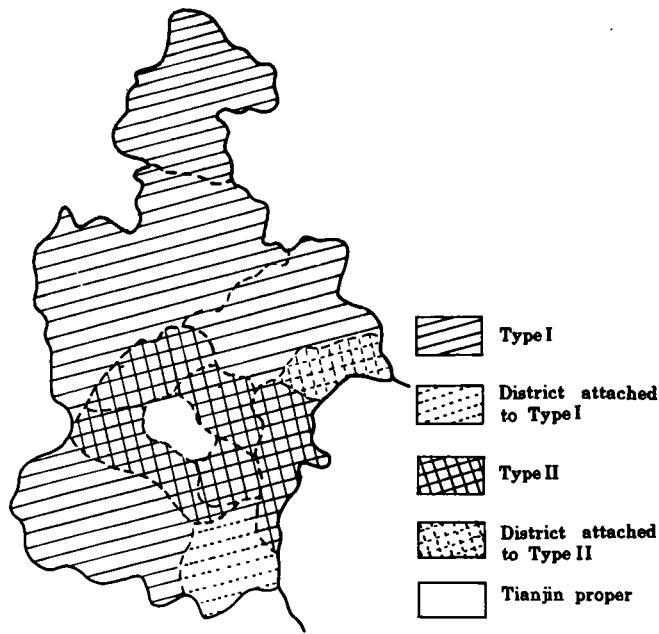 Type I
District attached
to Type I
Type II
District attached
to Type II
Tianjin proper